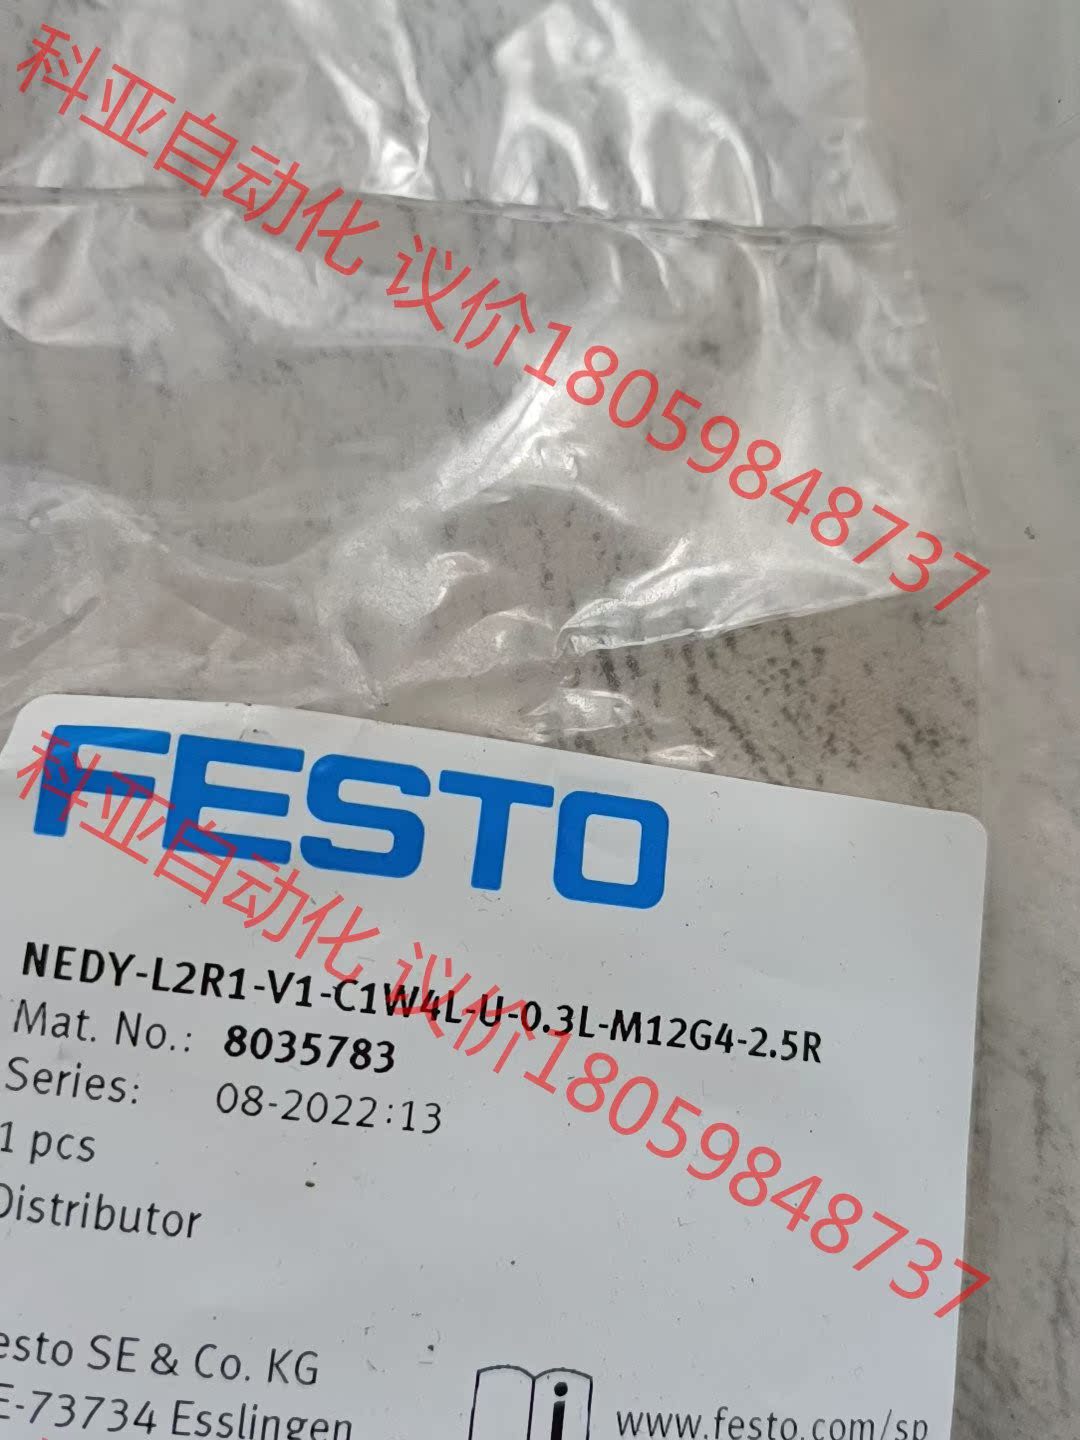 科亚自动化 议价18059848737
FESTO
科亚自动化 议价18059848737
NEDY-L2R1-V1-C1W4L-U-0.3L-M12G4-2.5R
Mat. No.: 8035783
Series: 08-2022:13
1 pcs
Distributor
esto SE & Co. KG
E-73734 Esslingen
www.festo.com/sp